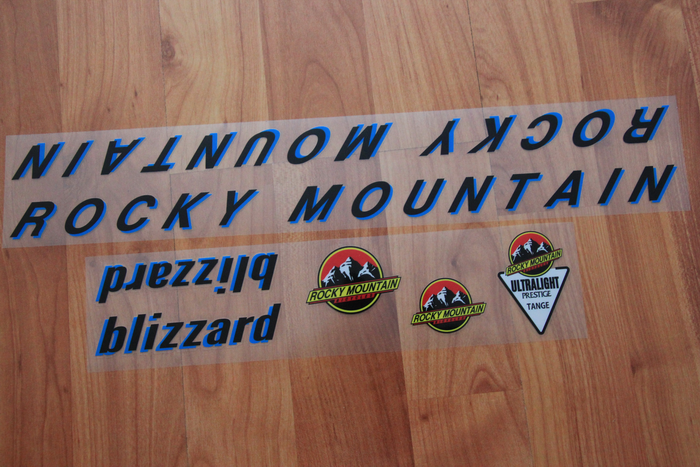 ROCKY MOUNTAIN
ROCKY MOUNTAIN
blizzard
blizzard
ROCKY MOUNTAIN
ROCKY MOUNTAIN
ROCKY MOUNTAIN
ULTRALIGHT
PRESTIGE
TANGE